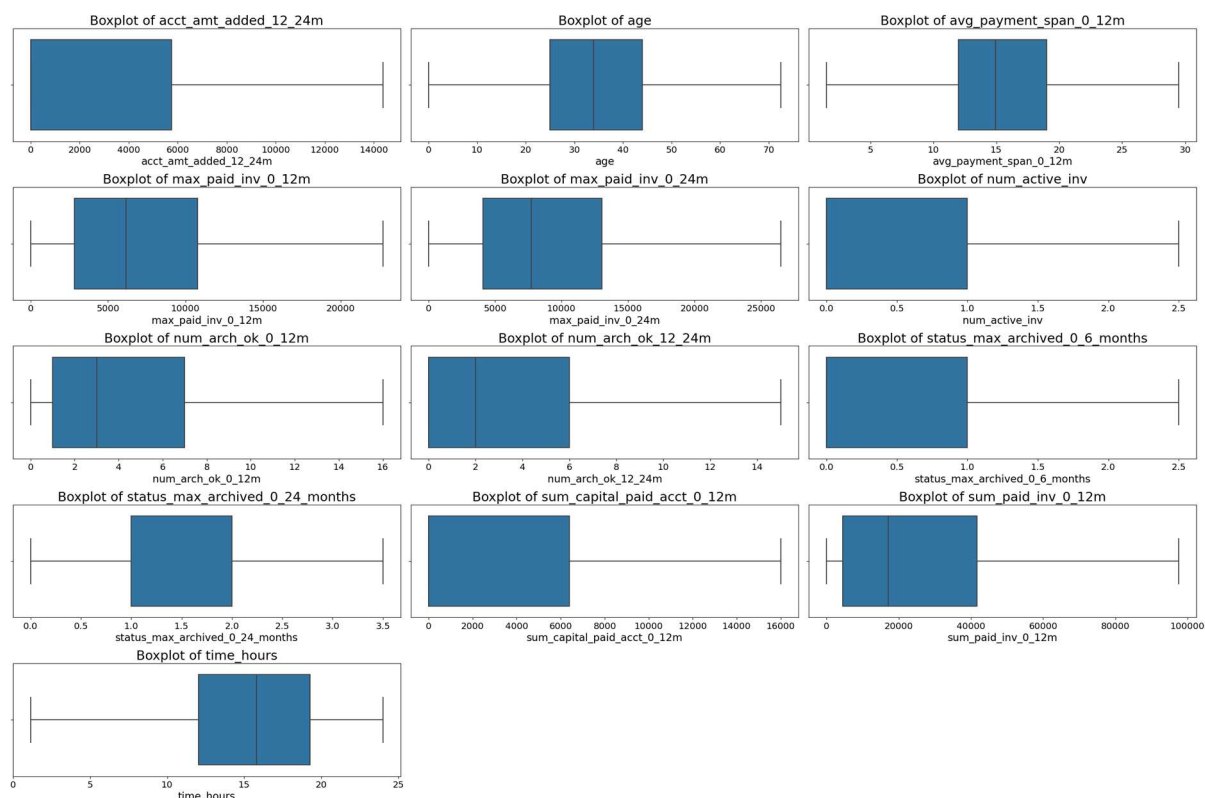 Boxplot of acct_amt_added_12_24m
0 2000 4000 6000 8000 10000 12000 14000
acct_amt_added_12_24m
Boxplot of age
0 10 20 30 40 50 60 70
age
Boxplot of avg_payment_span_0_12m
5 10 15 20 25 30
avg_payment_span_0_12m
Boxplot of max_paid_inv_0_12m
0 5000 10000 15000 20000
max_paid_inv_0_12m
Boxplot of max_paid_inv_0_24m
0 5000 10000 15000 20000 25000
max_paid_inv_0_24m
Boxplot of num_active_inv
0.0 0.5 1.0 1.5 2.0 2.5
num_active_inv
Boxplot of num_arch_ok_0_12m
0 2 4 6 8 10 12 14 16
num_arch_ok_0_12m
Boxplot of num_arch_ok_12_24m
0 2 4 6 8 10 12 14
num_arch_ok_12_24m
Boxplot of status_max_archived_0_6_months
0.0 0.5 1.0 1.5 2.0 2.5
status_max_archived_0_6_months
Boxplot of status_max_archived_0_24_months
0.0 0.5 1.0 1.5 2.0 2.5 3.0 3.5
status_max_archived_0_24_months
Boxplot of sum_capital_paid_acct_0_12m
0 2000 4000 6000 8000 10000 12000 14000 16000
sum_capital_paid_acct_0_12m
Boxplot of sum_paid_inv_0_12m
0 20000 40000 60000 80000 100000
sum_paid_inv_0_12m
Boxplot of time_hours
0 5 10 15 20 25
time_hours